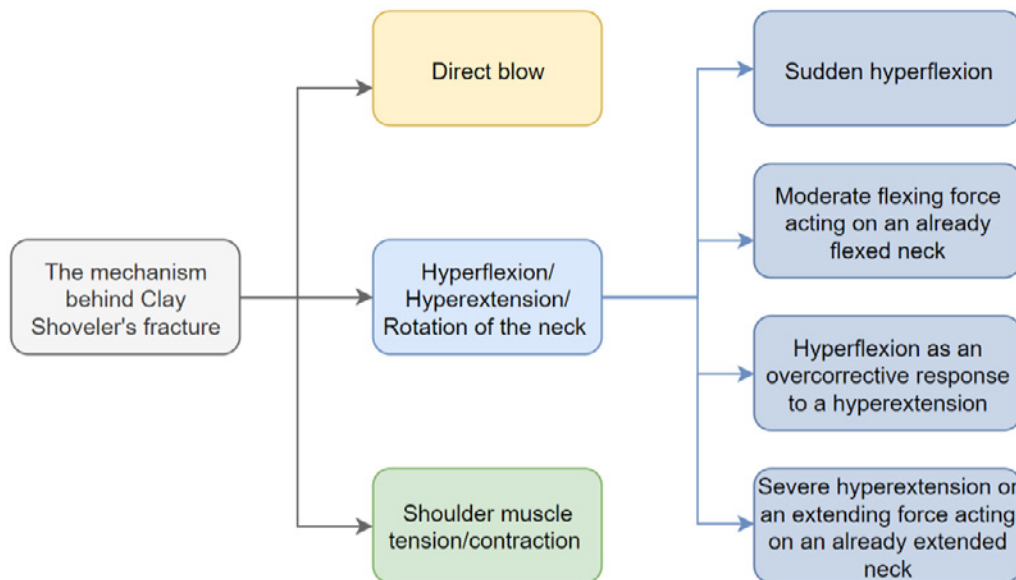 Direct blow
Sudden hyperflexion
Moderate flexing force
acting on an already
flexed neck
The mechanism
behind Clay
Shoveler's fracture
Hyperflexion/
Hyperextension/
Rotation of the neck
Hyperflexion as an
overcorrective response
to a hyperextension
Shoulder muscle
tension/contraction
Severe hyperextension or
an extending force acting
on an already extended
neck